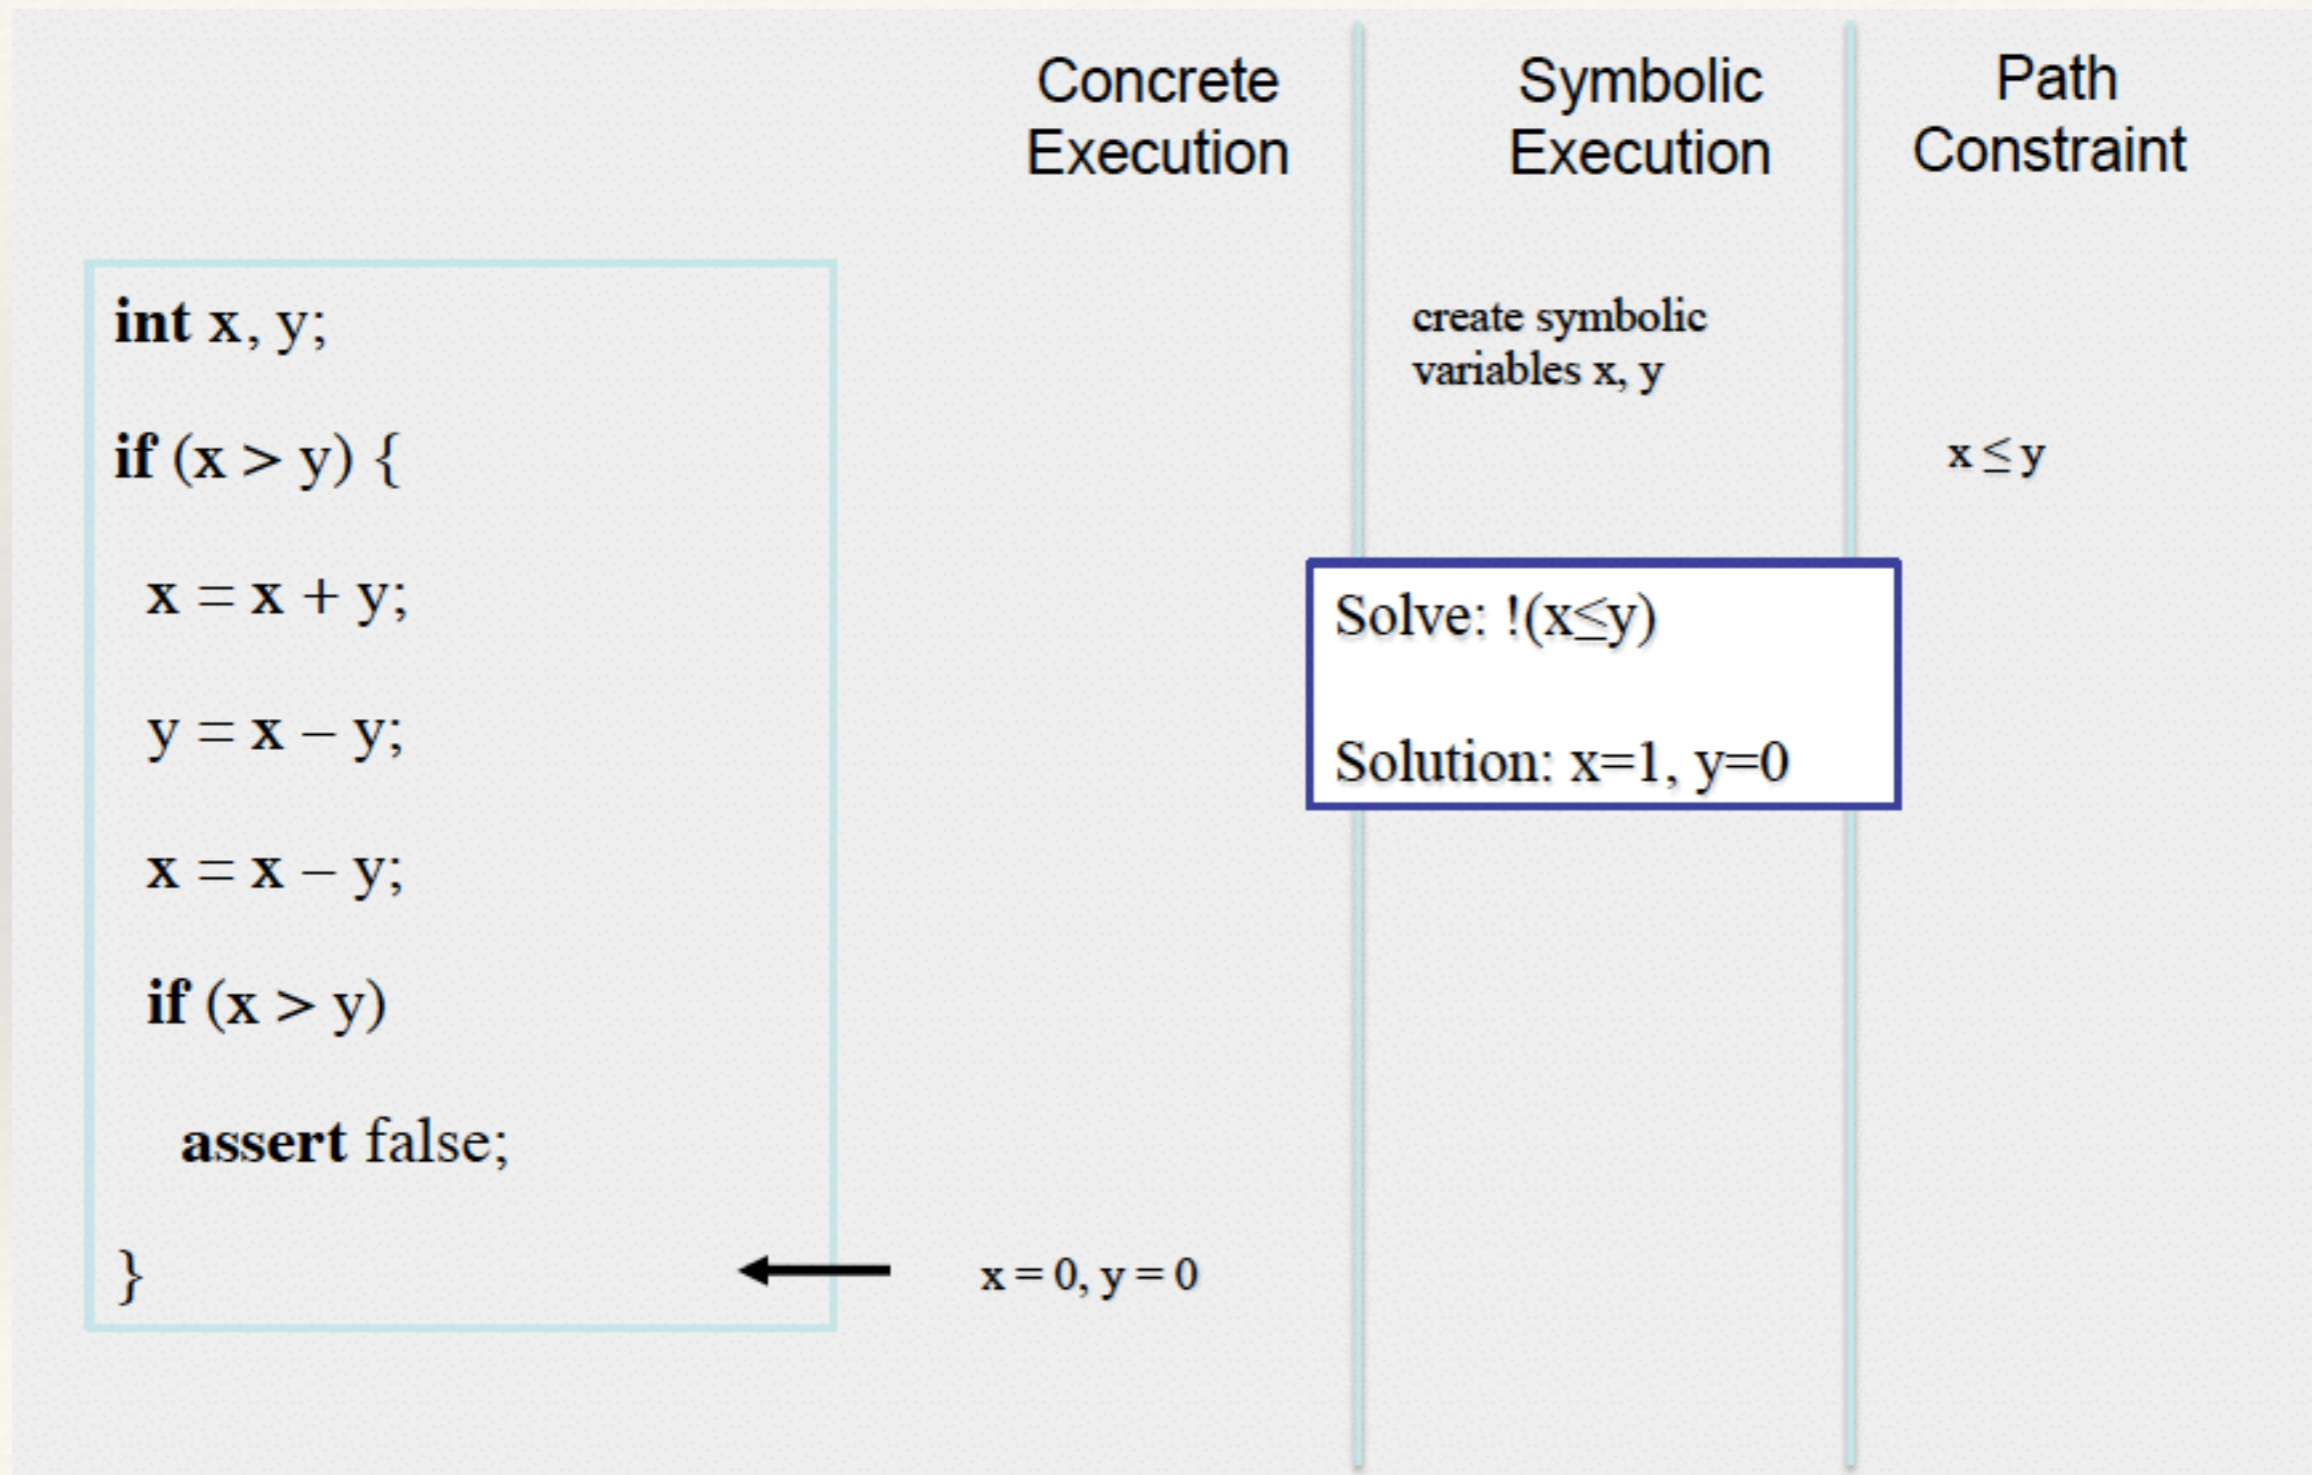 Concrete
Execution
Symbolic
Execution
Path
Constraint
int x, y;
create symbolic
variables x, y
if (x > y) {
x ≤ y
x = x + y;
Solve: !(x≤y)
y = x – y;
Solution: x=1, y=0
x = x – y;
if (x > y)
assert false;
}
x = 0, y = 0